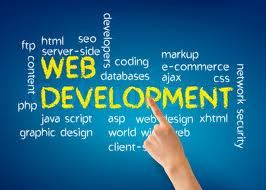 developers
ftp html seo coding markup
server-side e-commerce
content WEB databases ajax css
php DEVELOPMENT network security
java script asp web design xhtml
graphic design world wide web
client-s